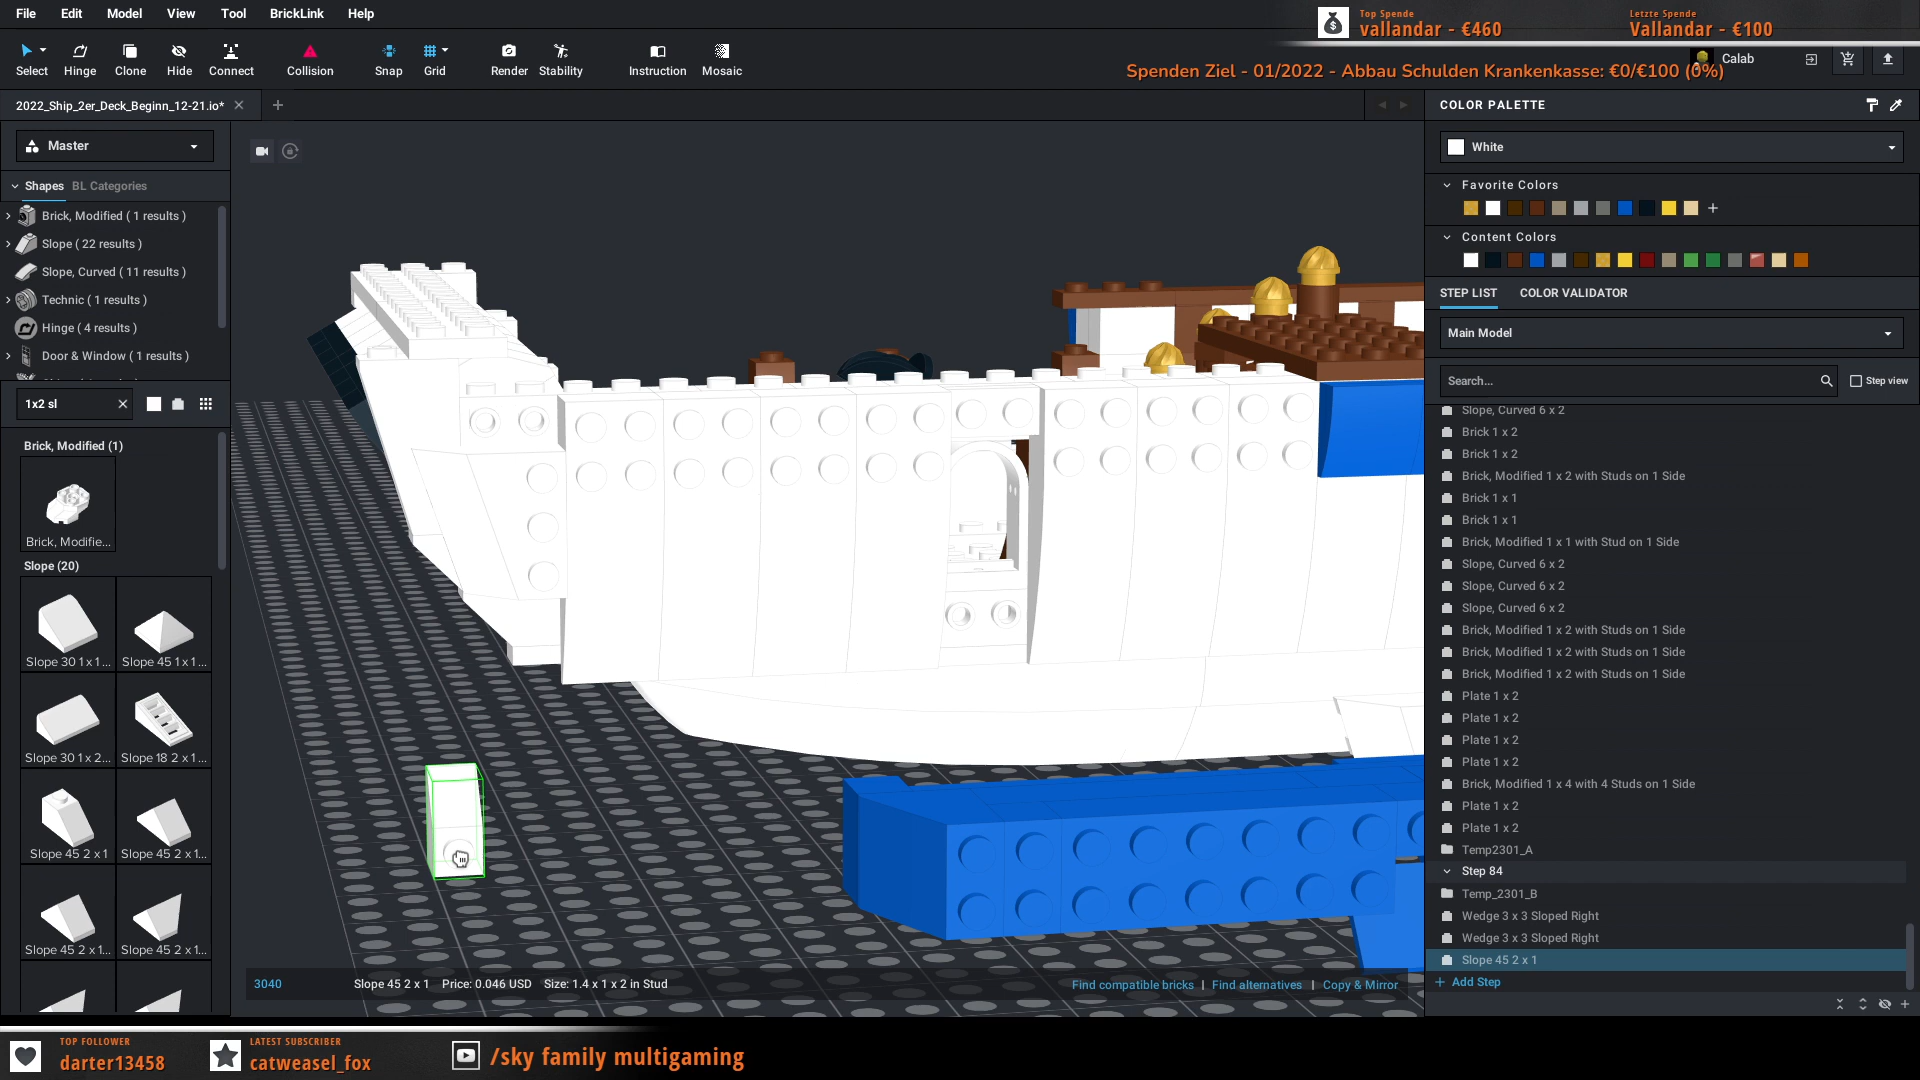 File Edit Model View Tool BrickLink Help
Top Spende
vallandar - €460
Letzte Spende
Vallandar - €100
Select Hinge Clone Hide Connect Collision Snap Grid Render Stability Instruction Mosaic
Calab
Spenden Ziel - 01/2022 - Abbau Schulden Krankenkasse: €0/€100 (0%)
2022_Ship_2er_Deck_Beginn_12-21.io*
Master
Shapes BL Categories
Brick, Modified ( 1 results )
Slope ( 22 results )
Slope, Curved ( 11 results )
Technic ( 1 results )
Hinge ( 4 results )
Door & Window ( 1 results )
1x2 sl
Brick, Modified (1)
Brick, Modifie...
Slope (20)
Slope 30 1 x 1 ...
Slope 45 1 x 1 ...
Slope 30 1 x 2...
Slope 18 2 x 1 ...
Slope 45 2 x 1
Slope 45 2 x 1...
Slope 45 2 x 1...
Slope 45 2 x 1...
3040 Slope 45 2 x 1 Price: 0.046 USD Size: 1.4 x 1 x 2 in Stud
Find compatible bricks | Find alternatives | Copy & Mirror
COLOR PALETTE
White
Favorite Colors
Content Colors
STEP LIST COLOR VALIDATOR
Main Model
Search...
Step view
Slope, Curved 6 x 2
Brick 1 x 2
Brick 1 x 2
Brick, Modified 1 x 2 with Studs on 1 Side
Brick 1 x 1
Brick 1 x 1
Brick, Modified 1 x 1 with Stud on 1 Side
Slope, Curved 6 x 2
Slope, Curved 6 x 2
Slope, Curved 6 x 2
Brick, Modified 1 x 2 with Studs on 1 Side
Brick, Modified 1 x 2 with Studs on 1 Side
Brick, Modified 1 x 2 with Studs on 1 Side
Plate 1 x 2
Plate 1 x 2
Plate 1 x 2
Plate 1 x 2
Brick, Modified 1 x 4 with 4 Studs on 1 Side
Plate 1 x 2
Plate 1 x 2
Temp2301_A
Step 84
Temp_2301_B
Wedge 3 x 3 Sloped Right
Wedge 3 x 3 Sloped Right
Slope 45 2 x 1
+ Add Step
TOP FOLLOWER
darter13458
LATEST SUBSCRIBER
catweasel_fox
/sky family multigaming